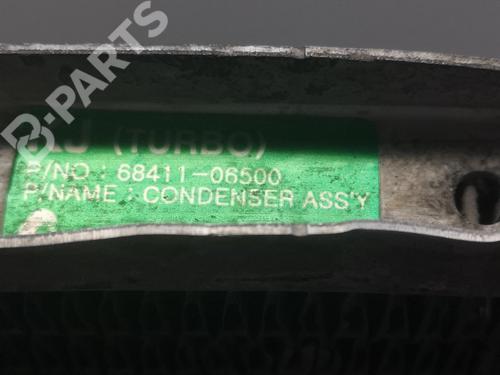 (TURBO)
P/NO : 68411-06500
P/NAME : CONDENSER ASS'Y
B-PARTS